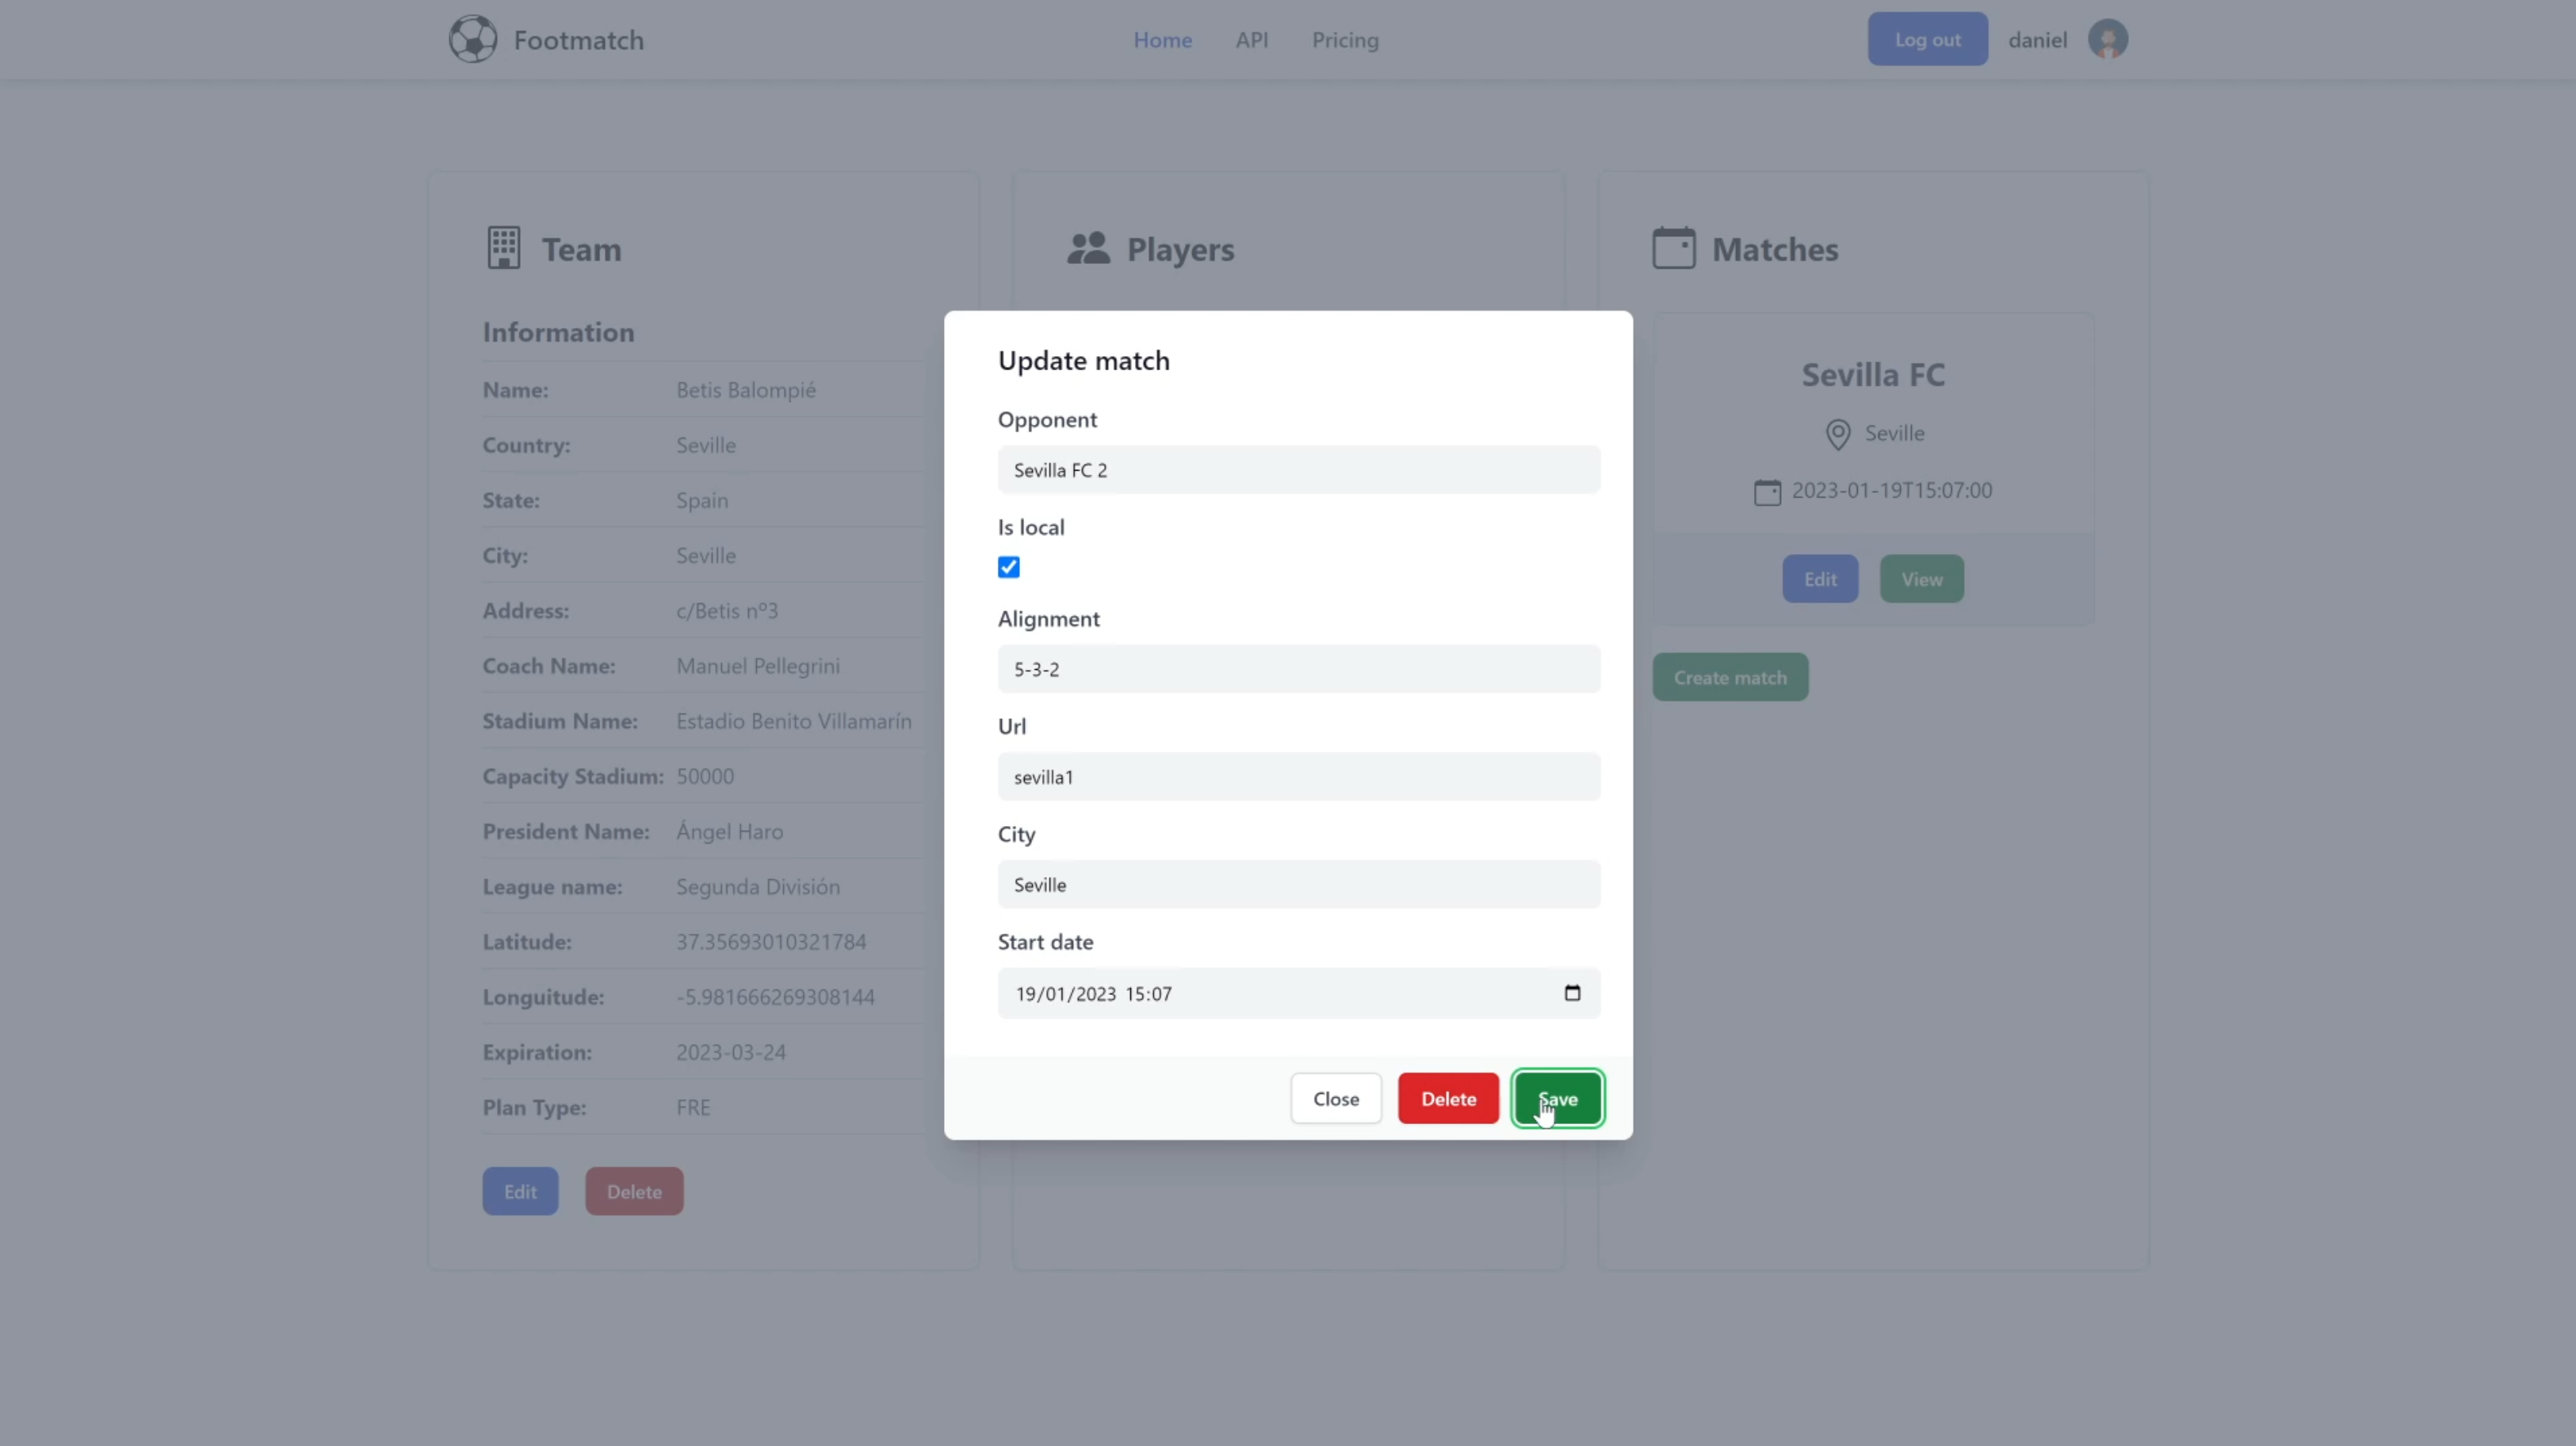 Footmatch
Home API Pricing
Log out daniel
Team
Information
Name: Betis Balompié
Country: Seville
State: Spain
City: Seville
Address: c/Betis nº3
Coach Name: Manuel Pellegrini
Stadium Name: Estadio Benito Villamarín
Capacity Stadium: 50000
President Name: Ángel Haro
League name: Segunda División
Latitude: 37.35693010321784
Longuitude: -5.981666269308144
Expiration: 2023-03-24
Plan Type: FRE
Edit Delete
Players
Update match
Opponent
Sevilla FC 2
Is local
Alignment
5-3-2
Url
sevilla1
City
Seville
Start date
19/01/2023 15:07
Close Delete Save
Matches
Sevilla FC
Seville
2023-01-19T15:07:00
Edit View
Create match